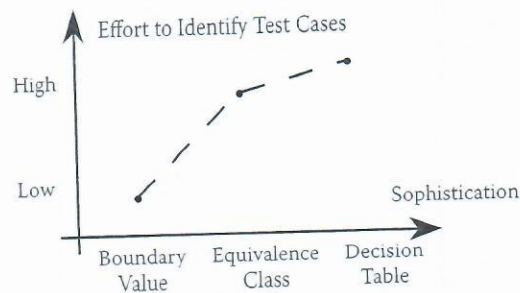 Effort to Identify Test Cases
High
Low
Sophistication
Boundary Equivalence Decision
Value Class Table